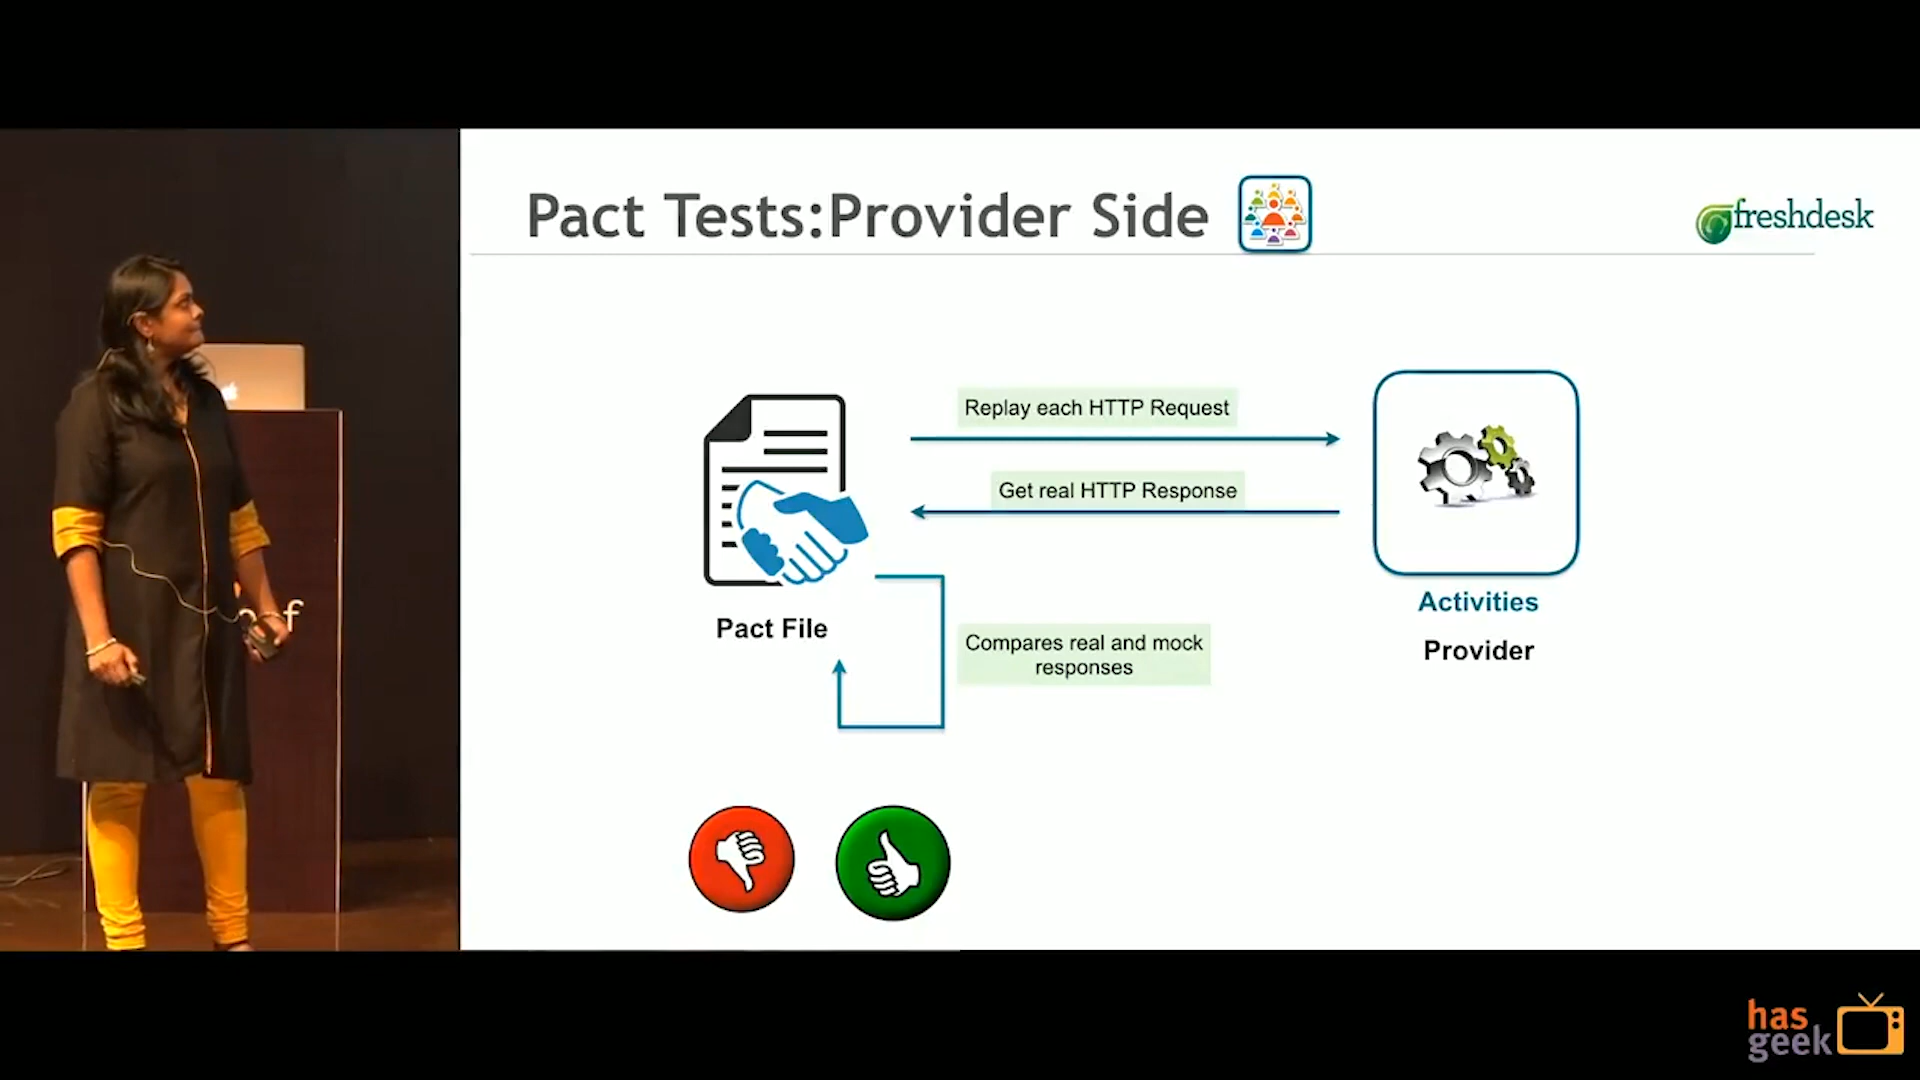 Pact Tests:Provider Side
freshdesk
Replay each HTTP Request
Get real HTTP Response
Pact File
Compares real and mock
responses
Activities
Provider
has
geek